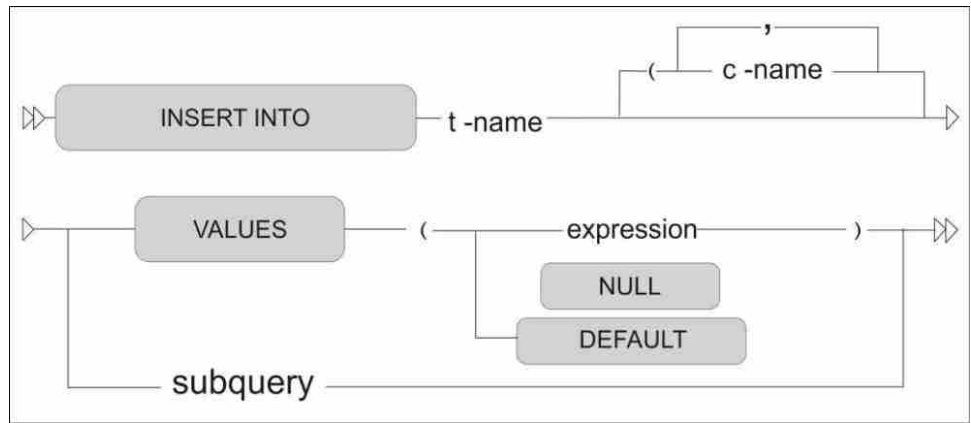 ,
( c -name
INSERT INTO t -name
VALUES ( expression )
NULL
DEFAULT
subquery